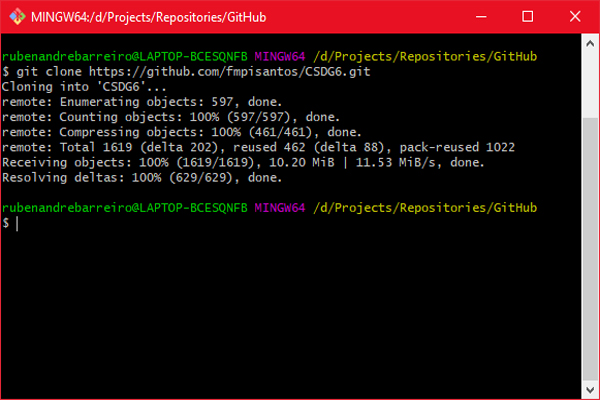 MINGW64:/d/Projects/Repositories/GitHub
rubenandrebarreiro@LAPTOP-BCESQNFB MINGW64 /d/Projects/Repositories/GitHub
$ git clone https://github.com/fmpisantos/CSDG6.git
Cloning into 'CSDG6'...
remote: Enumerating objects: 597, done.
remote: Counting objects: 100% (597/597), done.
remote: Compressing objects: 100% (461/461), done.
remote: Total 1619 (delta 202), reused 462 (delta 88), pack-reused 1022
Receiving objects: 100% (1619/1619), 10.20 MiB | 11.53 MiB/s, done.
Resolving deltas: 100% (629/629), done.
rubenandrebarreiro@LAPTOP-BCESQNFB MINGW64 /d/Projects/Repositories/GitHub
$